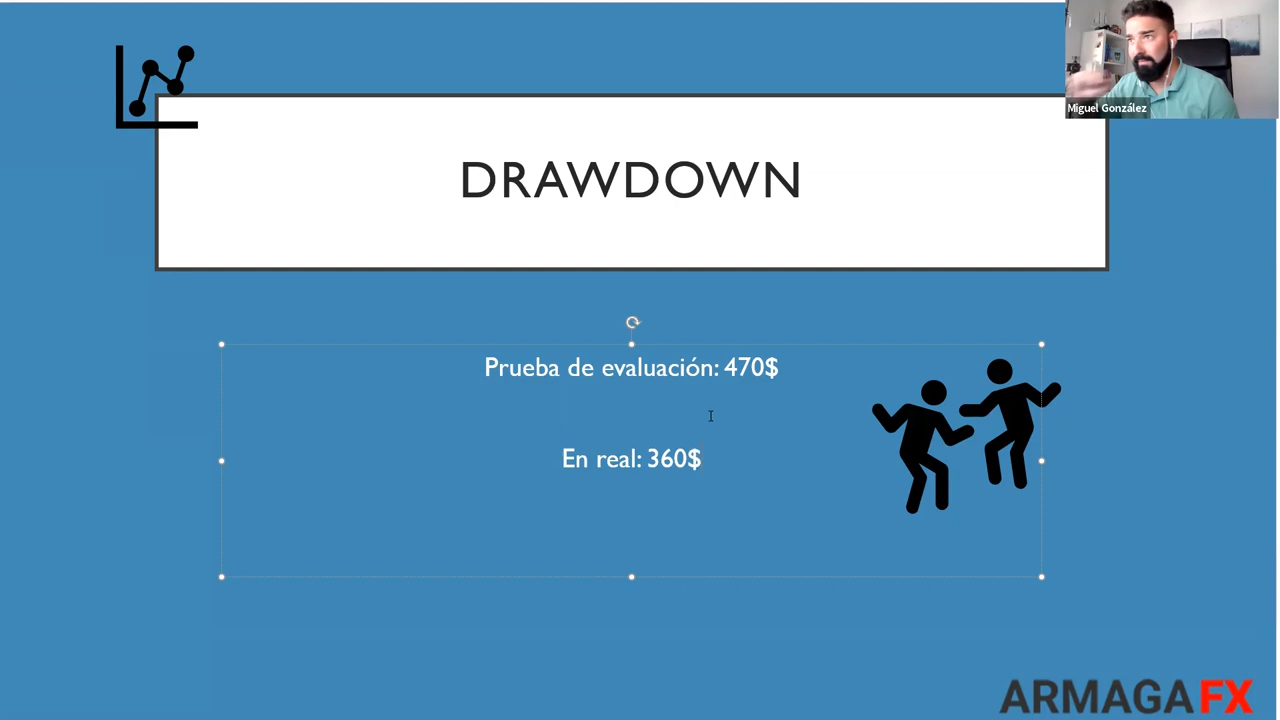 Miguel González
DRAWDOWN
Prueba de evaluación: 470$
En real: 360$
ARMAGAFX